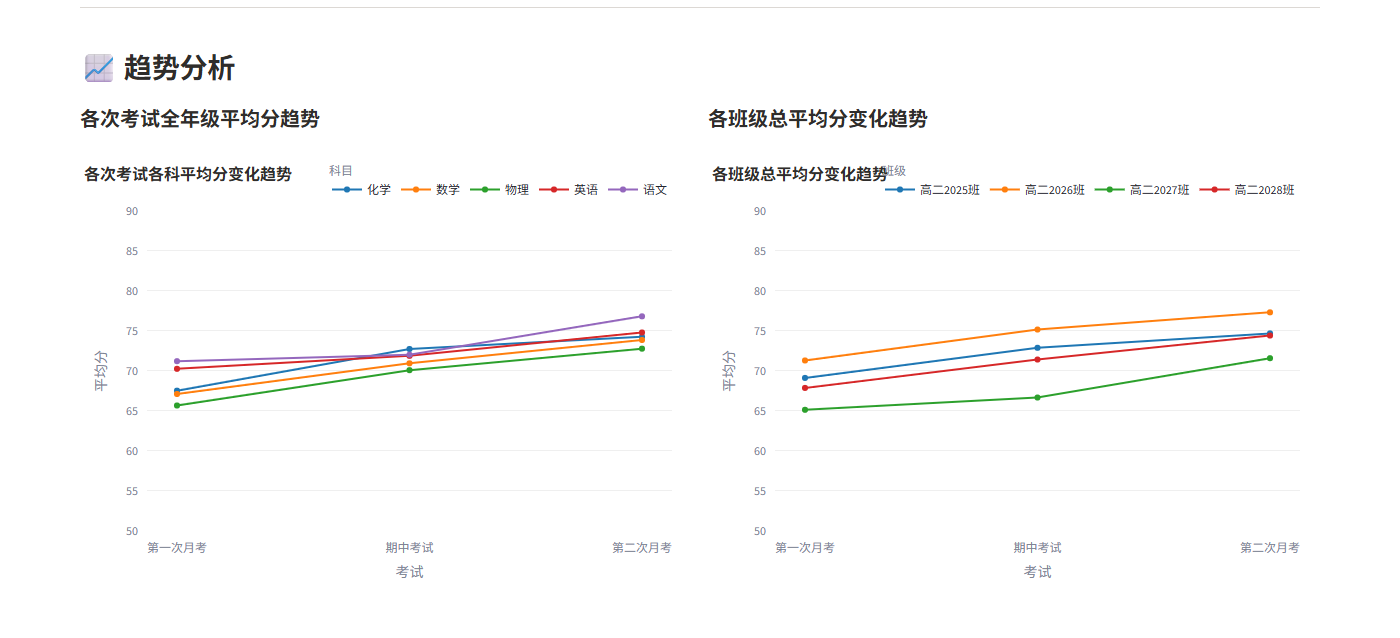 趋势分析
各次考试全年级平均分趋势
各次考试各科平均分变化趋势
科目
化学 数学 物理 英语 语文
90
85
80
75
70
65
60
55
50
平均分
第一次月考 期中考试 第二次月考
考试
各班级总平均分变化趋势
各班级总平均分变化趋势
班级
高二2025班 高二2026班 高二2027班 高二2028班
90
85
80
75
70
65
60
55
50
平均分
第一次月考 期中考试 第二次月考
考试